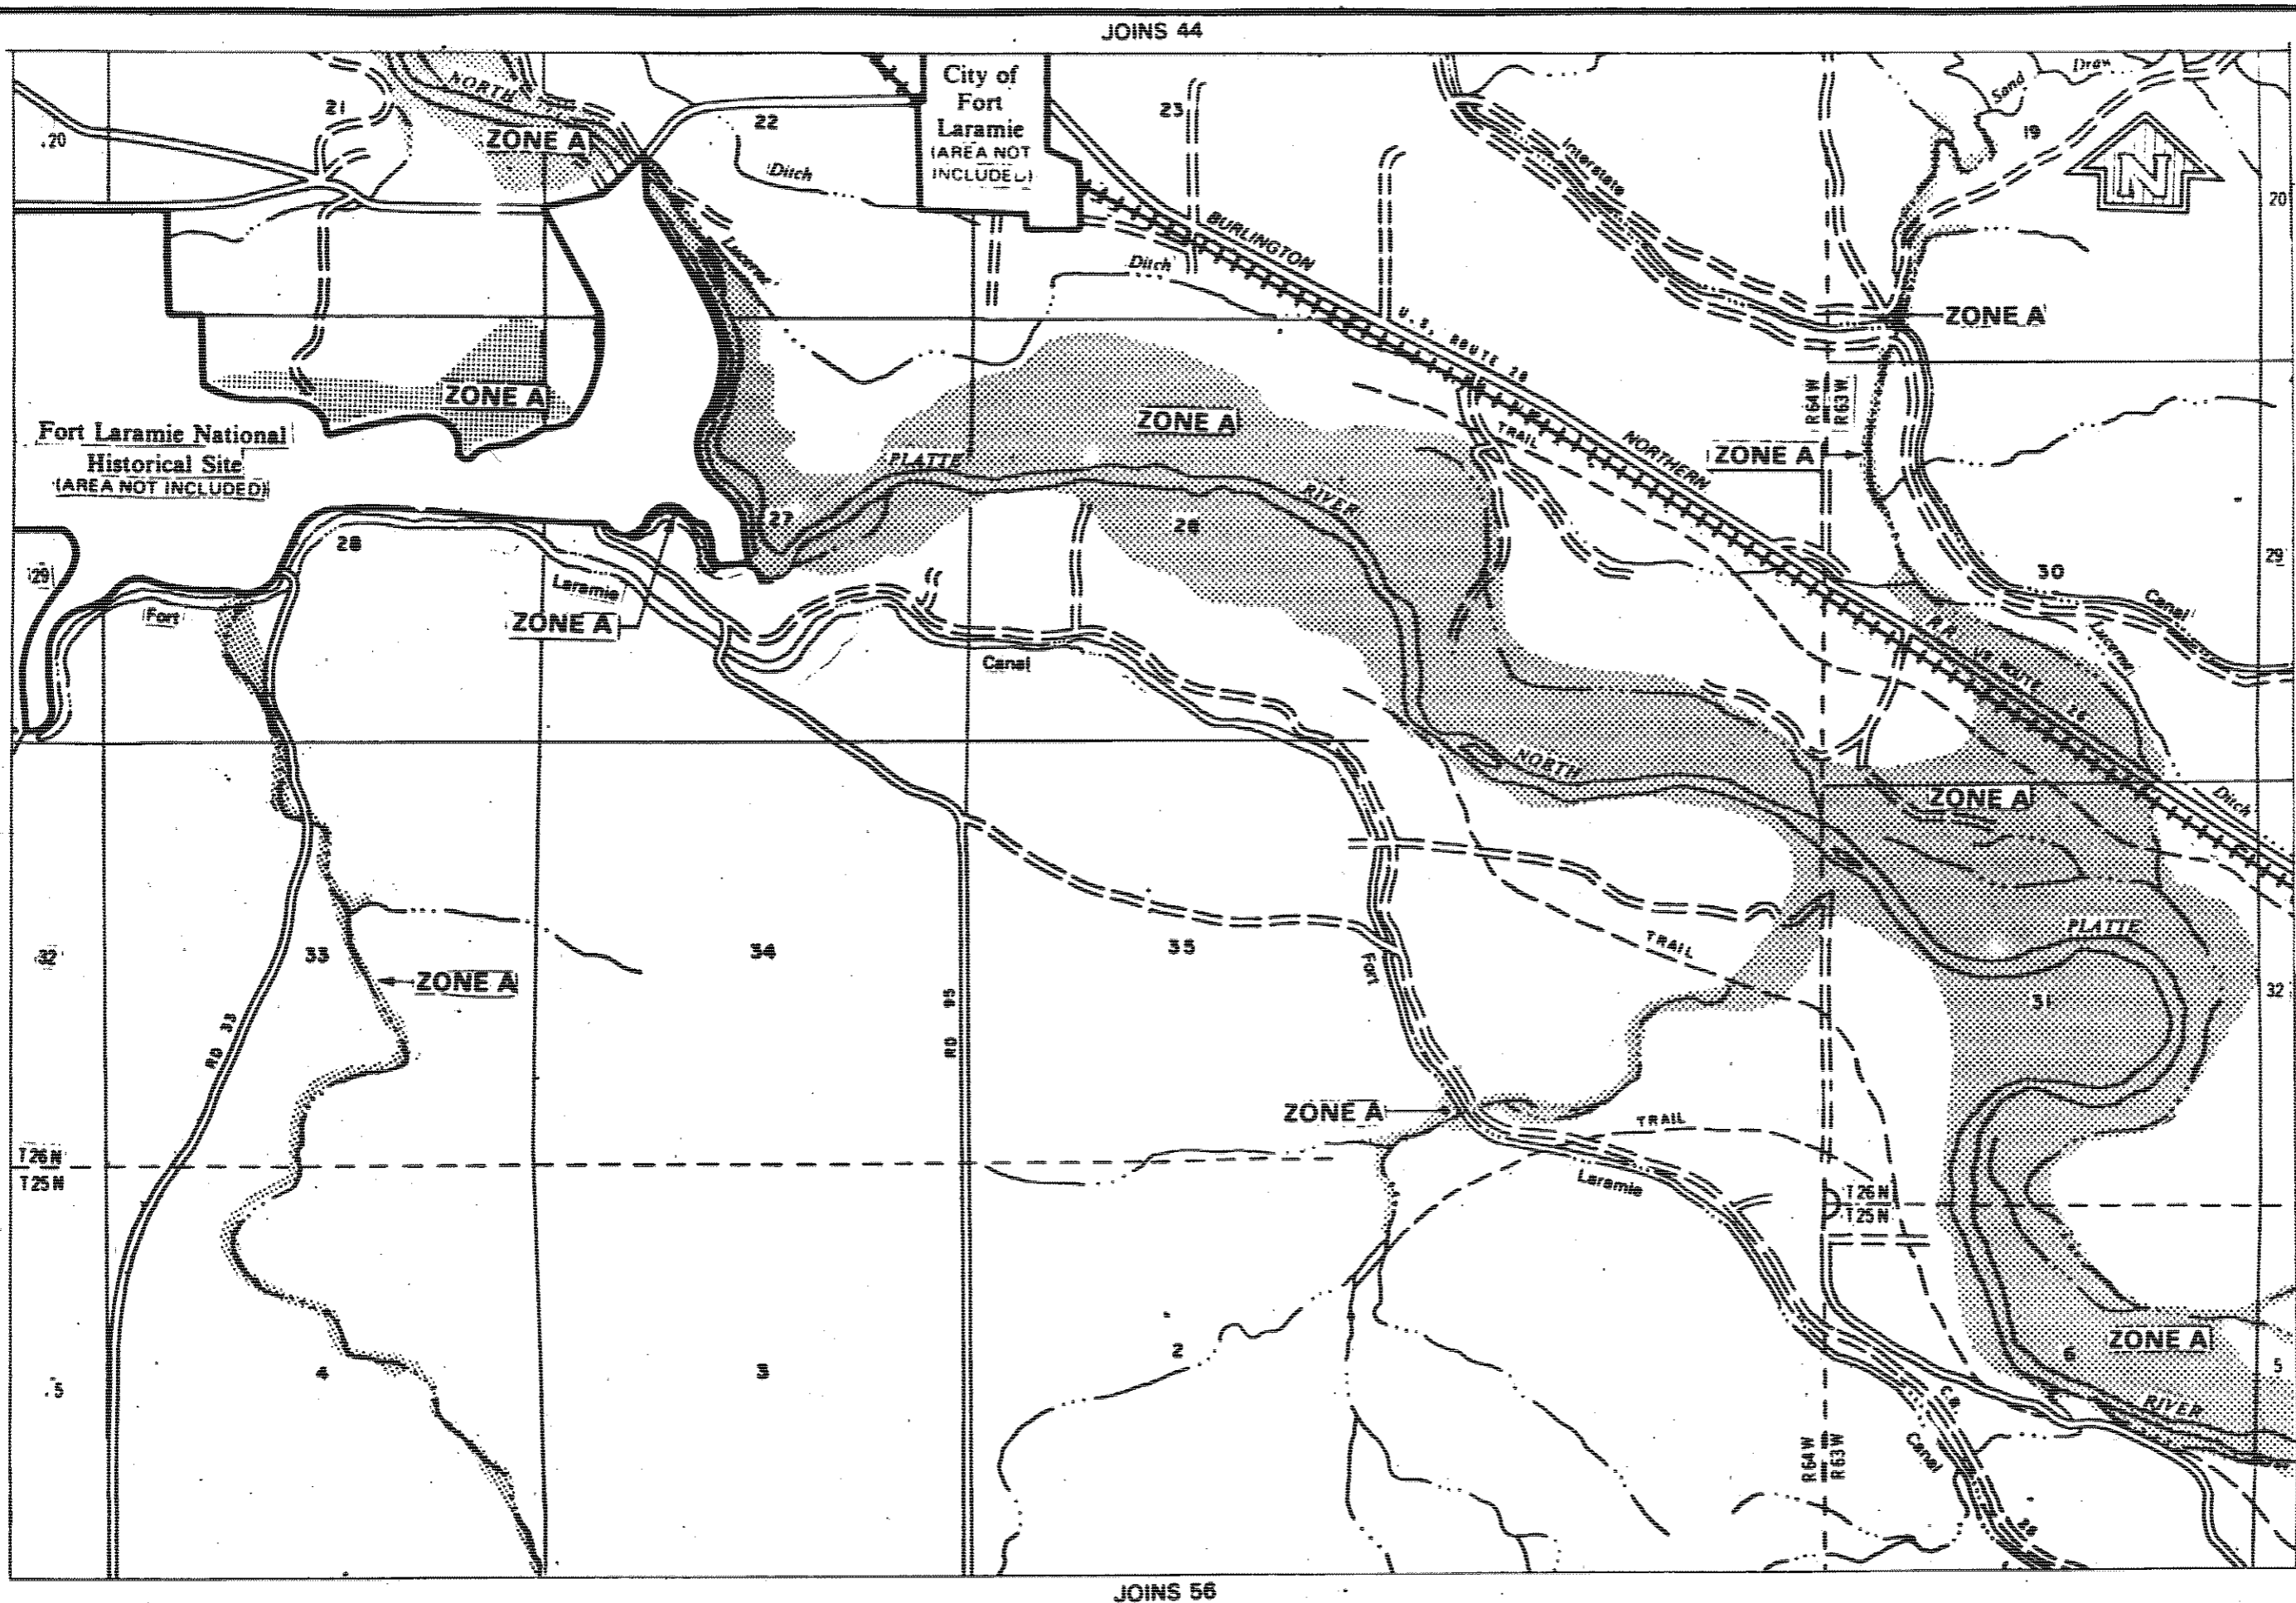 JOINS 44
NORTH
21
ZONE A
22
City of
Fort
Laramie
(AREA NOT
INCLUDED)
23
Interstate
Sand
Draw
19
N
.20
20
Ditch
Ditch
BURLINGTON
U.S. ROUTE 26
NORTHERN
RR
US ROUTE
26
ZONE A
R64W
R63W
ZONE A
ZONE A
TRAIL
ZONE A
Fort Laramie National
Historical Site
(AREA NOT INCLUDED)
PLATTE
RIVER
27
26
28
29
29
30
Canal
Lucerne
Fort
Laramie
ZONE A
Canal
NORTH
ZONE A
Ditch
PLATTE
32
33
34
35
ZONE A
RD 33
RD 95
Fort
TRAIL
31
32
ZONE A
TRAIL
Laramie
T26N
T25N
T26N
T25N
2
3
4
.5
5
6
ZONE A
RIVER
R64W
R63W
Canal
JOINS 56